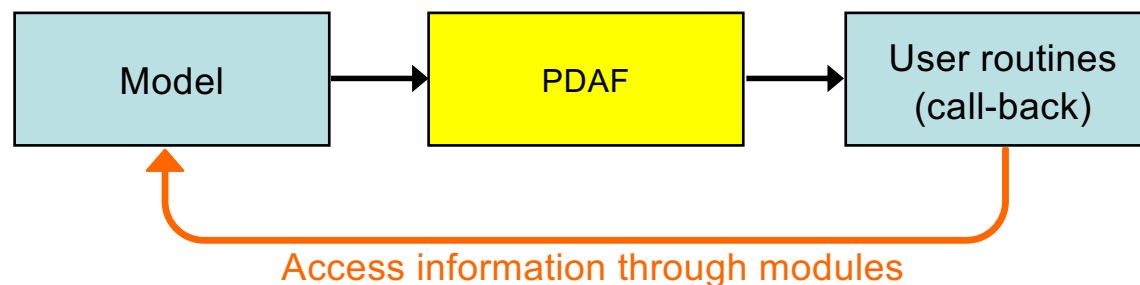 Model
PDAF
User routines
(call-back)
Access information through modules